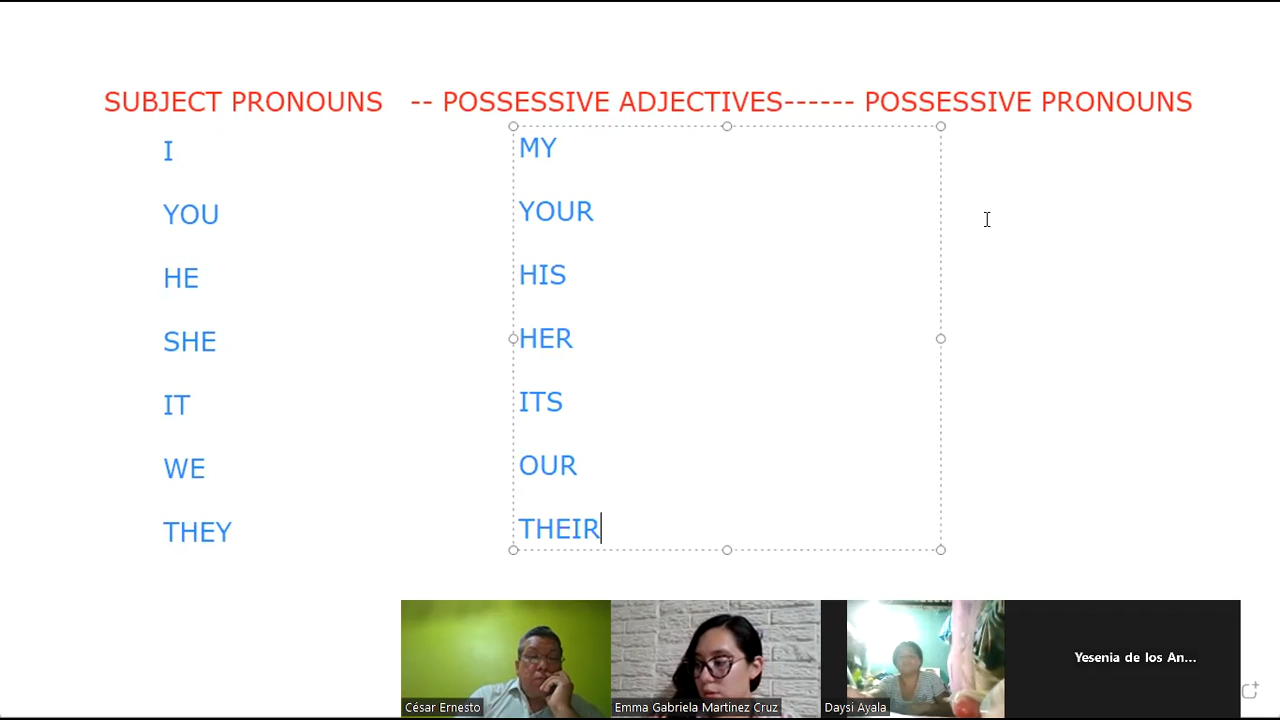 SUBJECT PRONOUNS -- POSSESSIVE ADJECTIVES------ POSSESSIVE PRONOUNS
I MY
YOU YOUR
HE HIS
SHE HER
IT ITS
WE OUR
THEY THEIR
César Ernesto
Emma Gabriela Martinez Cruz
Daysi Ayala
Yesenia de los An...